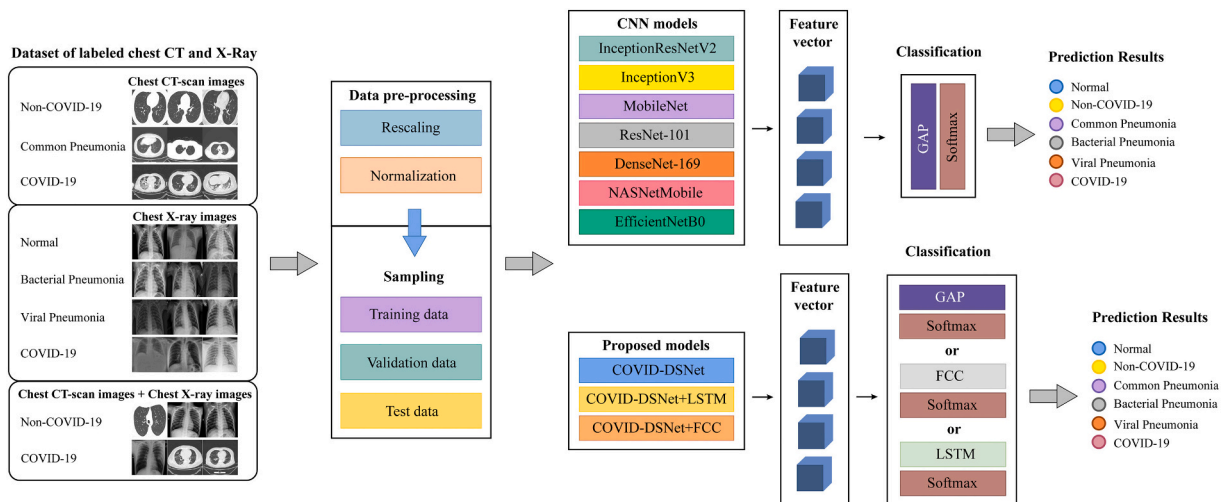 Dataset of labeled chest CT and X-Ray
Chest CT-scan images
Non-COVID-19
Common Pneumonia
COVID-19
Chest X-ray images
Normal
Bacterial Pneumonia
Viral Pneumonia
COVID-19
Chest CT-scan images + Chest X-ray images
Non-COVID-19
COVID-19
Data pre-processing
Rescaling
Normalization
Sampling
Training data
Validation data
Test data
CNN models
InceptionResNetV2
InceptionV3
MobileNet
ResNet-101
DenseNet-169
NASNetMobile
EfficientNetB0
Feature
vector
Classification
GAP
Softmax
Prediction Results
Normal
Non-COVID-19
Common Pneumonia
Bacterial Pneumonia
Viral Pneumonia
COVID-19
Proposed models
COVID-DSNet
COVID-DSNet+LSTM
COVID-DSNet+FCC
Feature
vector
Classification
GAP
Softmax
or
FCC
Softmax
or
LSTM
Softmax
Prediction Results
Normal
Non-COVID-19
Common Pneumonia
Bacterial Pneumonia
Viral Pneumonia
COVID-19